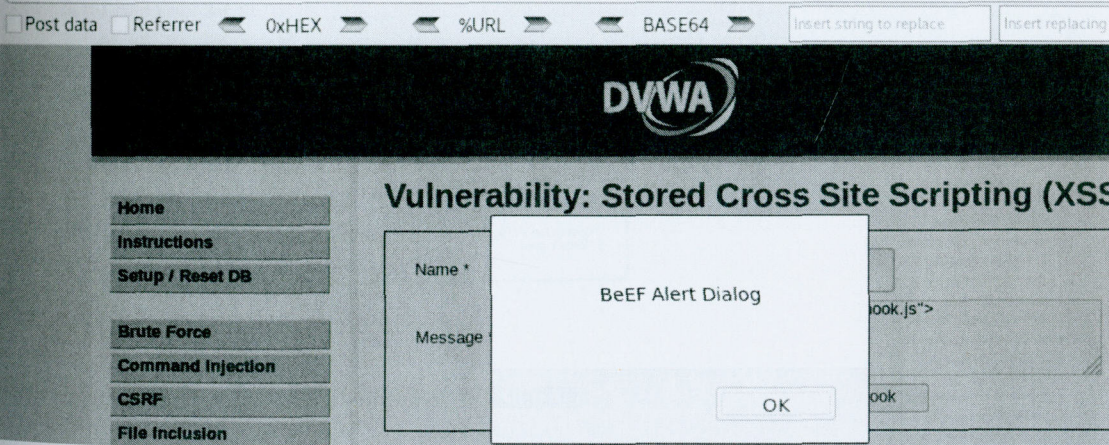 Post data Referrer 0xHEX %URL BASE64 Insert string to replace Insert replacing
DVWA
Vulnerability: Stored Cross Site Scripting (XSS
Home
Instructions
Setup / Reset DB
Brute Force
Command Injection
CSRF
File Inclusion
Name *
Message *
BeEF Alert Dialog
OK
ook.js">
ook